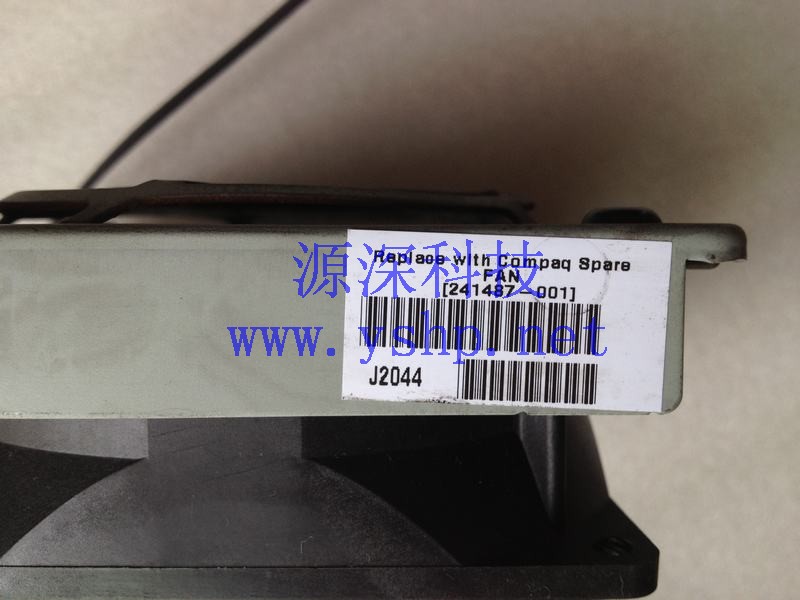 Replace with Compaq Spare
FAN
[241487-001]
J2044
源深科技
www.yshp.net